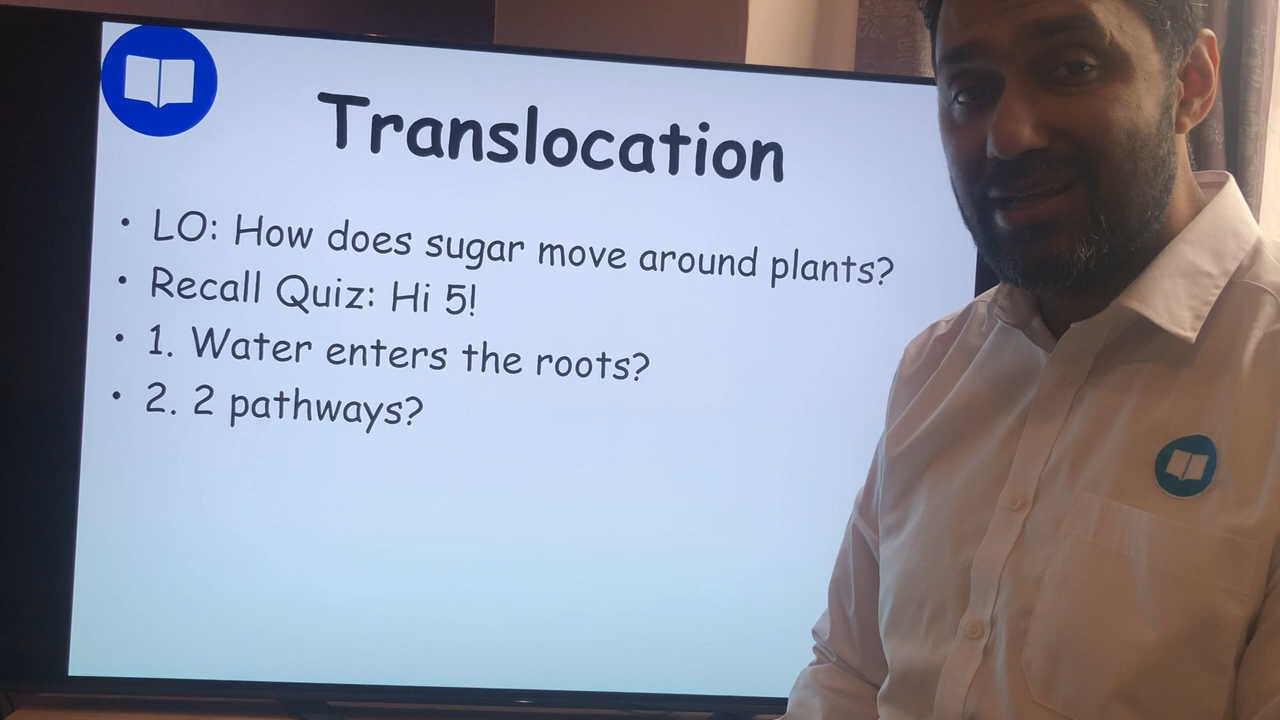 Translocation
• LO: How does sugar move around plants?
• Recall Quiz: Hi 5!
• 1. Water enters the roots?
• 2. 2 pathways?